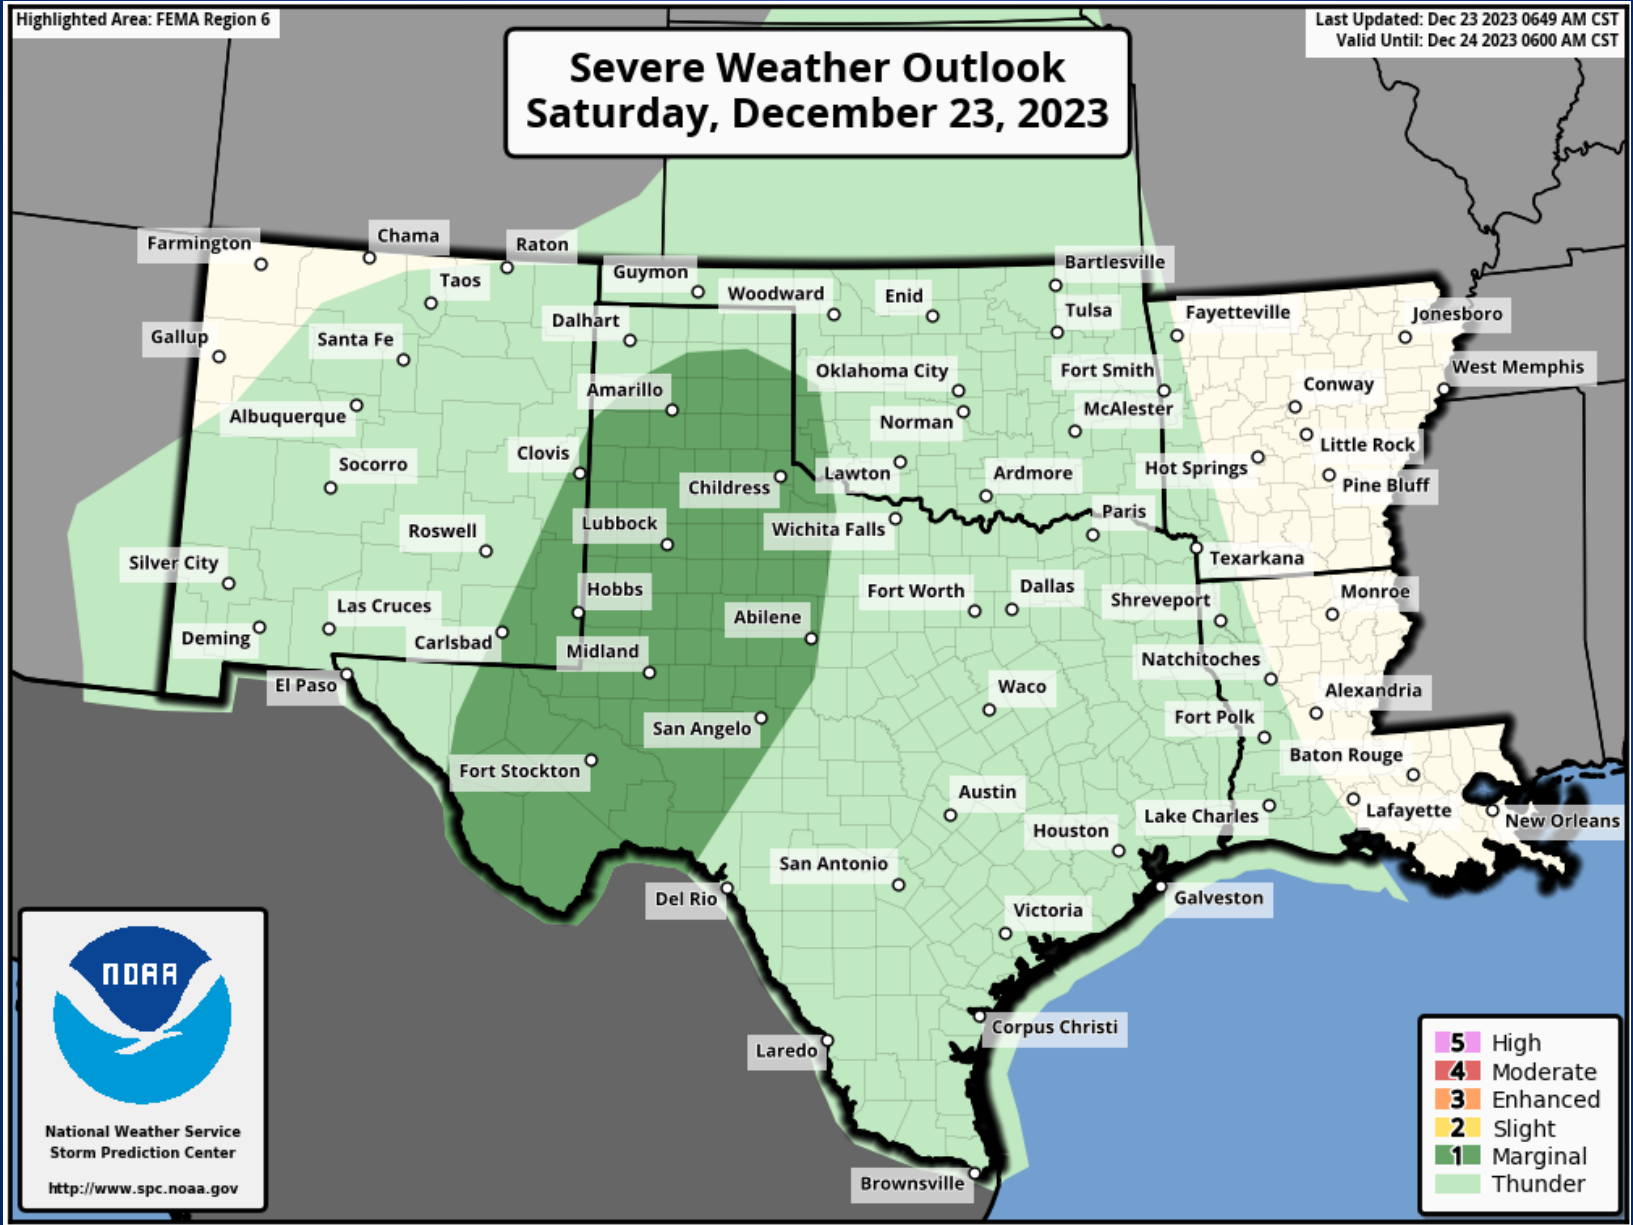 Highlighted Area: FEMA Region 6
Last Updated: Dec 23 2023 0649 AM CST
Valid Until: Dec 24 2023 0600 AM CST
Severe Weather Outlook
Saturday, December 23, 2023
Farmington
Chama
Raton
Taos
Guymon
Woodward
Enid
Bartlesville
Tulsa
Fayetteville
Jonesboro
Gallup
Santa Fe
Dalhart
Oklahoma City
Fort Smith
West Memphis
Amarillo
Conway
Albuquerque
Norman
McAlester
Little Rock
Clovis
Socorro
Childress
Lawton
Ardmore
Hot Springs
Pine Bluff
Roswell
Lubbock
Wichita Falls
Paris
Silver City
Texarkana
Hobbs
Fort Worth
Dallas
Shreveport
Monroe
Las Cruces
Abilene
Deming
Carlsbad
Midland
Natchitoches
El Paso
Waco
Alexandria
San Angelo
Fort Polk
Fort Stockton
Baton Rouge
Austin
Lake Charles
Lafayette
New Orleans
Houston
San Antonio
Del Rio
Galveston
Victoria
Corpus Christi
Laredo
Brownsville
NOAA
National Weather Service
Storm Prediction Center
http://www.spc.noaa.gov
5 High
4 Moderate
3 Enhanced
2 Slight
1 Marginal
Thunder